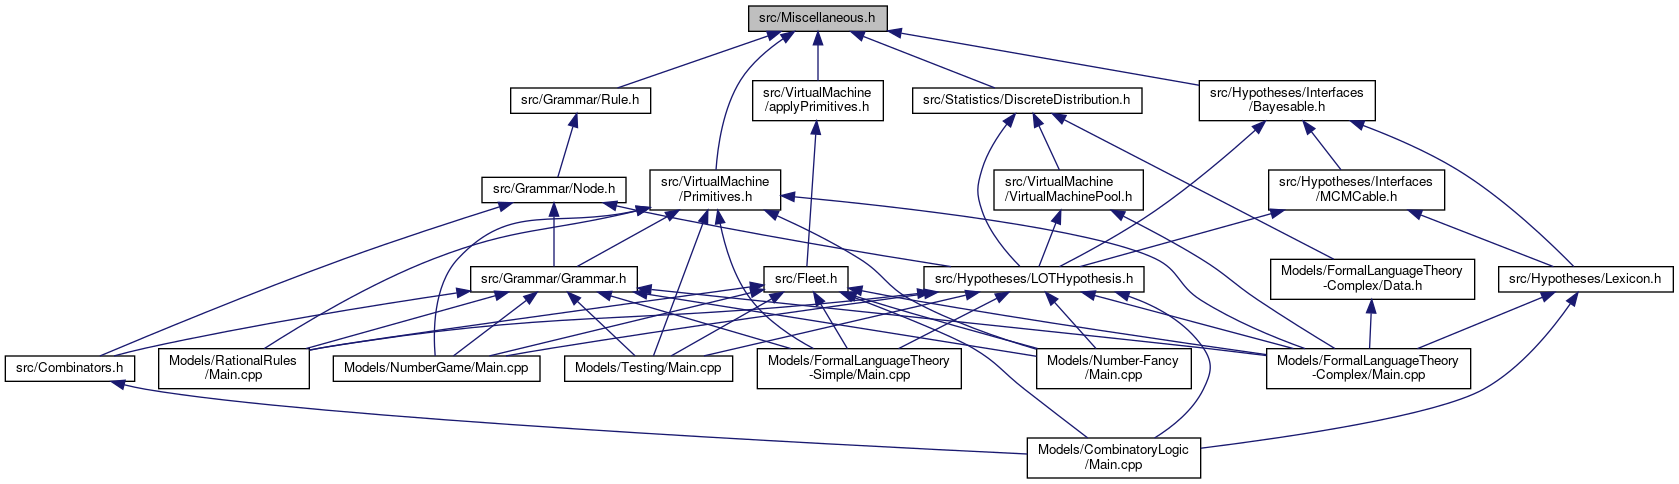 src/Miscellaneous.h
src/Grammar/Rule.h
src/VirtualMachine
/applyPrimitives.h
src/Statistics/DiscreteDistribution.h
src/Hypotheses/Interfaces
/Bayesable.h
src/Grammar/Node.h
src/VirtualMachine
/Primitives.h
src/VirtualMachine
/VirtualMachinePool.h
src/Hypotheses/Interfaces
/MCMCable.h
src/Grammar/Grammar.h
src/Fleet.h
src/Hypotheses/LOTHypothesis.h
Models/FormalLanguageTheory
-Complex/Data.h
src/Hypotheses/Lexicon.h
src/Combinators.h
Models/RationalRules
/Main.cpp
Models/NumberGame/Main.cpp
Models/Testing/Main.cpp
Models/FormalLanguageTheory
-Simple/Main.cpp
Models/Number-Fancy
/Main.cpp
Models/FormalLanguageTheory
-Complex/Main.cpp
Models/CombinatoryLogic
/Main.cpp